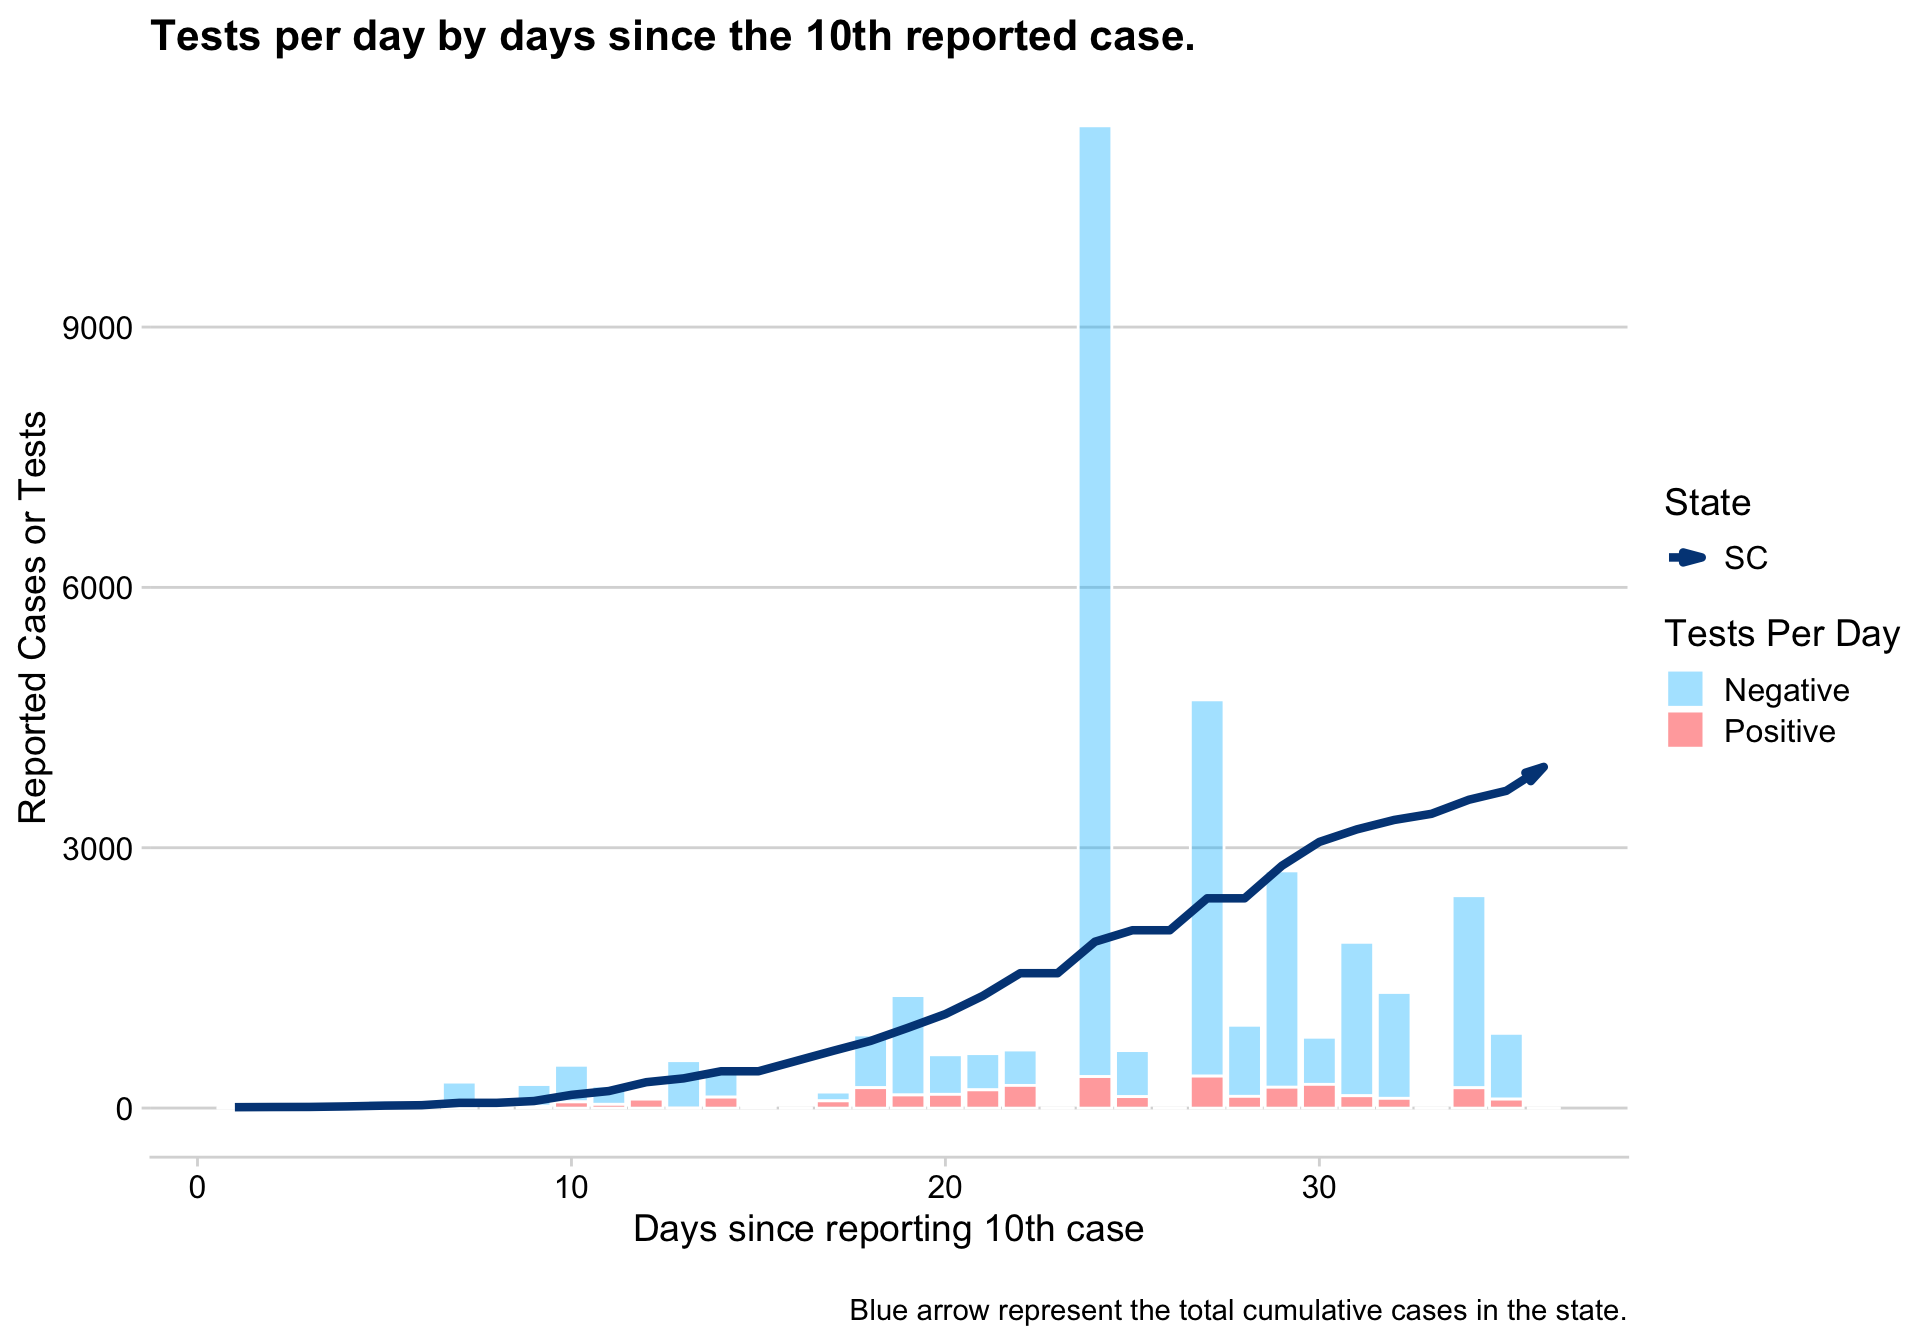 Tests per day by days since the 10th reported case.
Reported Cases or Tests
9000
6000
3000
0
0 10 20 30
Days since reporting 10th case
State
SC
Tests Per Day
Negative
Positive
Blue arrow represent the total cumulative cases in the state.